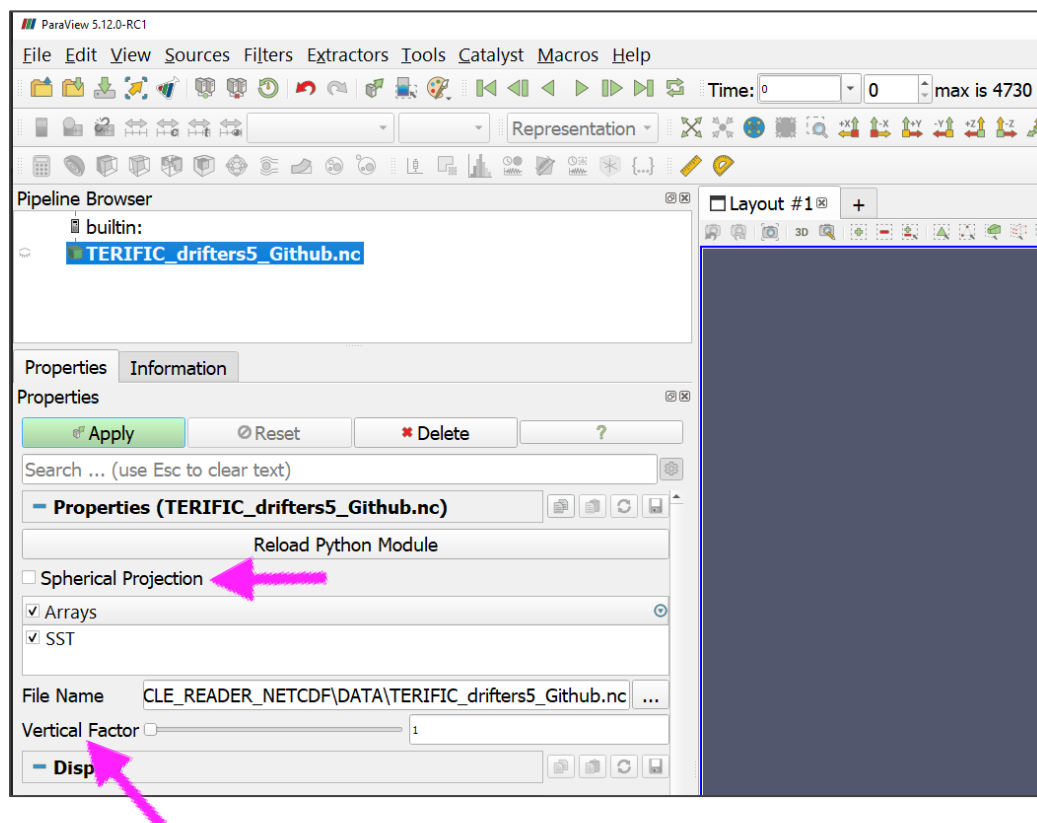 ParaView 5.12.0-RC1
File Edit View Sources Filters Extractors Tools Catalyst Macros Help
Time: 0 0 max is 4730
Representation
+X -X +Y -Y +Z -Z
{...}
Pipeline Browser
Layout #1 +
builtin:
3D
TERIFIC_drifters5_Github.nc
Properties Information
Properties
Apply Reset Delete ?
Search ... (use Esc to clear text)
Properties (TERIFIC_drifters5_Github.nc)
Reload Python Module
Spherical Projection
Arrays
SST
File Name CLE_READER_NETCDF\DATA\TERIFIC_drifters5_Github.nc ...
Vertical Factor 1